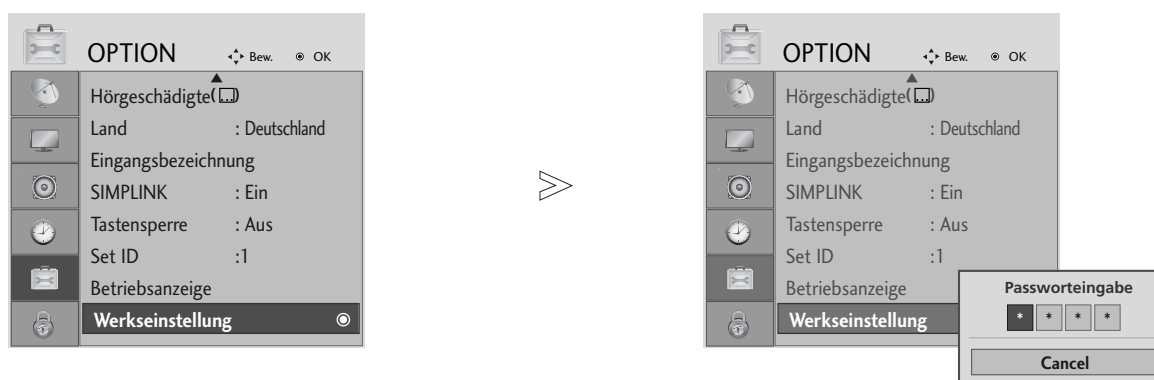 OPTION Bew. OK
Hörgeschädigte( )
Land : Deutschland
Eingangsbezeichnung
SIMPLINK : Ein
Tastensperre : Aus
Set ID :1
Betriebsanzeige
Werkseinstellung
>
OPTION Bew. OK
Hörgeschädigte( )
Land : Deutschland
Eingangsbezeichnung
SIMPLINK : Ein
Tastensperre : Aus
Set ID :1
Betriebsanzeige
Werkseinstellung
Passworteingabe
* * * *
Cancel